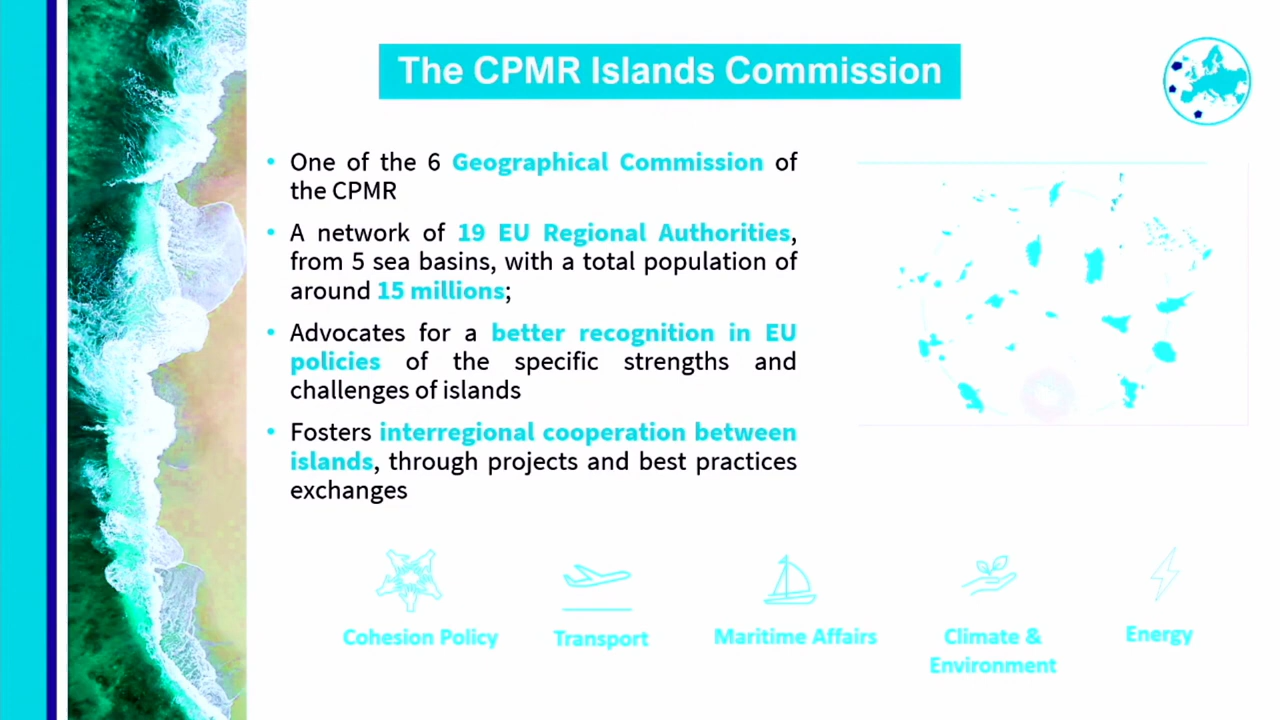 The CPMR Islands Commission
• One of the 6 Geographical Commission of
the CPMR
• A network of 19 EU Regional Authorities,
from 5 sea basins, with a total population of
around 15 millions;
• Advocates for a better recognition in EU
policies of the specific strengths and
challenges of islands
• Fosters interregional cooperation between
islands, through projects and best practices
exchanges
Cohesion Policy
Transport
Maritime Affairs
Climate &
Environment
Energy